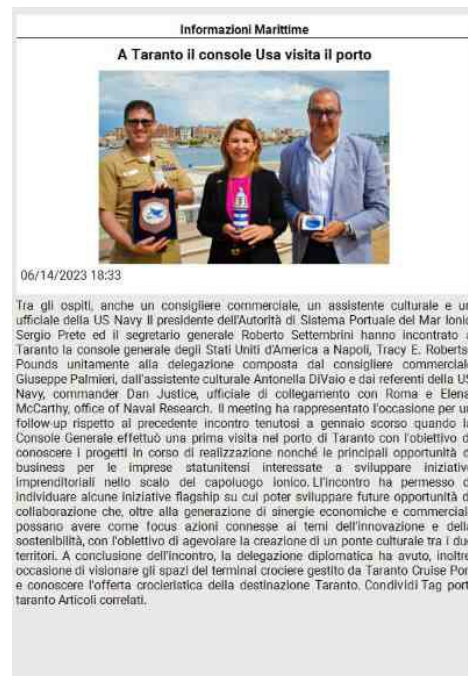 Informazioni Marittime
A Taranto il console Usa visita il porto
06/14/2023 18:33
Tra gli ospiti, anche un consigliere commerciale, un assistente culturale e un
ufficiale della US Navy Il presidente dell'Autorità di Sistema Portuale del Mar Ionio
Sergio Prete ed il segretario generale Roberto Settembrini hanno incontrato a
Taranto la console generale degli Stati Uniti d'America a Napoli, Tracy E. Roberts-
Pounds unitamente alla delegazione composta dal consigliere commerciale
Giuseppe Palmieri, dall'assistente culturale Antonella DiVaio e dai referenti della US
Navy, commander Dan Justice, ufficiale di collegamento con Roma e Elena
McCarthy, office of Naval Research. Il meeting ha rappresentato l'occasione per un
follow-up rispetto al precedente incontro tenutosi a gennaio scorso quando la
Console Generale effettuò una prima visita nel porto di Taranto con l'obiettivo di
conoscere i progetti in corso di realizzazione nonché le principali opportunità di
business per le imprese statunitensi interessate a sviluppare iniziative
imprenditoriali nello scalo del capoluogo ionico. L'incontro ha permesso di
individuare alcune iniziative flagship su cui poter sviluppare future opportunità di
collaborazione che, oltre alla generazione di sinergie economiche e commerciali,
possano avere come focus azioni connesse ai temi dell'innovazione e della
sostenibilità, con l'obiettivo di agevolare la creazione di un ponte culturale tra i due
territori. A conclusione dell'incontro, la delegazione diplomatica ha avuto, inoltre,
occasione di visionare gli spazi del terminal crociere gestito da Taranto Cruise Port
e conoscere l'offerta crocieristica della destinazione Taranto. Condividi Tag porti
taranto Articoli correlati.